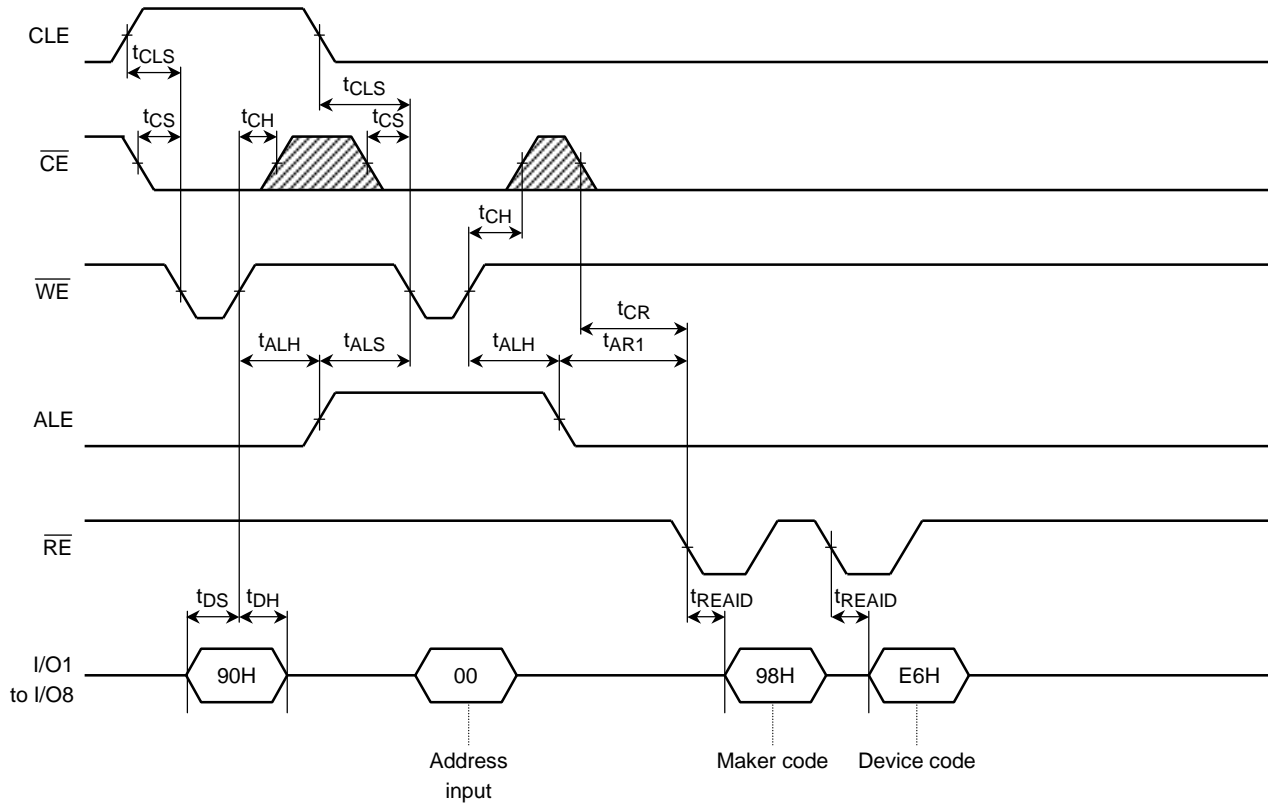 CLE
tCLS
tCLS
tCS
tCH
tCS
CE
tCH
WE
tCR
tALH
tALS
tALH
tAR1
ALE
RE
tDS
tDH
tREAID
tREAID
I/O1
to I/O8
90H
00
98H
E6H
Address
input
Maker code
Device code